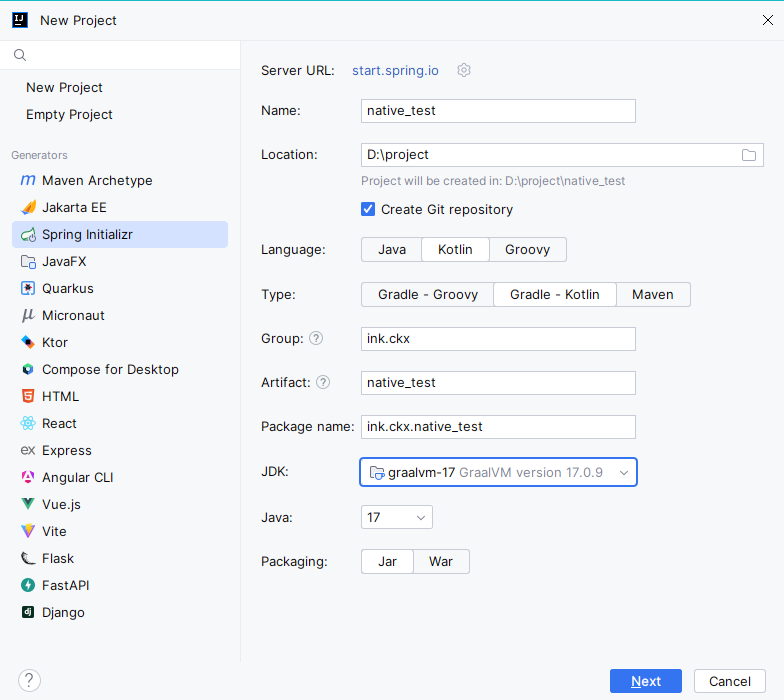 New Project
New Project
Empty Project
Generators
Maven Archetype
Jakarta EE
Spring Initializr
JavaFX
Quarkus
Micronaut
Ktor
Compose for Desktop
HTML
React
Express
Angular CLI
Vue.js
Vite
Flask
FastAPI
Django
Server URL: start.spring.io
Name: native_test
Location: D:\project
Project will be created in: D:\project\native_test
Create Git repository
Language: Java Kotlin Groovy
Type: Gradle - Groovy Gradle - Kotlin Maven
Group: ? ink.ckx
Artifact: ? native_test
Package name: ink.ckx.native_test
JDK: graalvm-17 GraalVM version 17.0.9
Java: 17
Packaging: Jar War
? Next Cancel